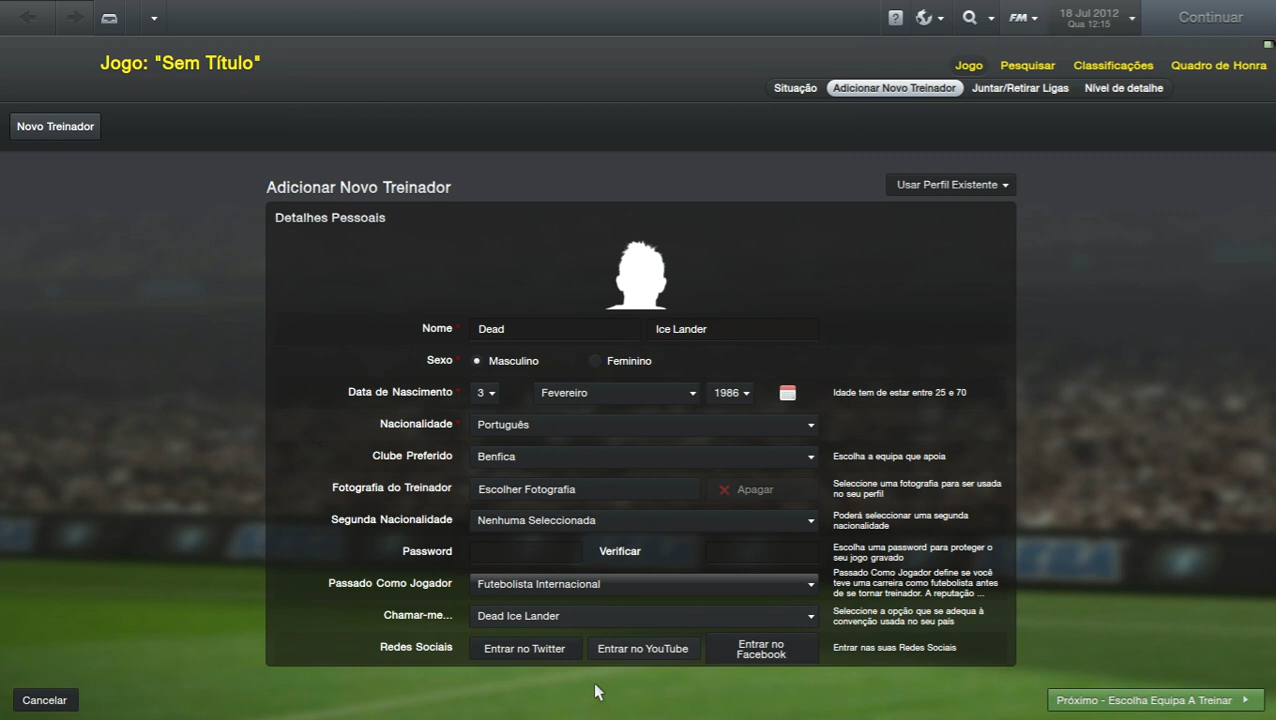 ? FM 18 Jul 2012 Continuar
Qua 12:15
Jogo: "Sem Título"
Jogo Pesquisar Classificações Quadro de Honra
Situação Adicionar Novo Treinador Juntar/Retirar Ligas Nível de detalhe
Novo Treinador
Adicionar Novo Treinador Usar Perfil Existente
Detalhes Pessoais
Nome * Dead Ice Lander
Sexo * Masculino Feminino
Data de Nascimento * 3 Fevereiro 1986 Idade tem de estar entre 25 e 70
Nacionalidade * Português
Clube Preferido Benfica Escolha a equipa que apoia
Fotografia do Treinador Escolher Fotografia Apagar Seleccione uma fotografia para ser usada
no seu perfil
Segunda Nacionalidade Nenhuma Seleccionada Poderá seleccionar uma segunda
nacionalidade
Password Verificar Escolha uma password para proteger o
seu jogo gravado
Passado Como Jogador Futebolista Internacional Passado Como Jogador define se você
teve uma carreira como futebolista antes
de se tornar treinador. A reputação ...
Chamar-me... Dead Ice Lander Seleccione a opção que se adequa à
convenção usada no seu país
Redes Sociais Entrar no Twitter Entrar no YouTube Entrar no
Facebook Entrar nas suas Redes Sociais
Cancelar Próximo - Escolha Equipa A Treinar